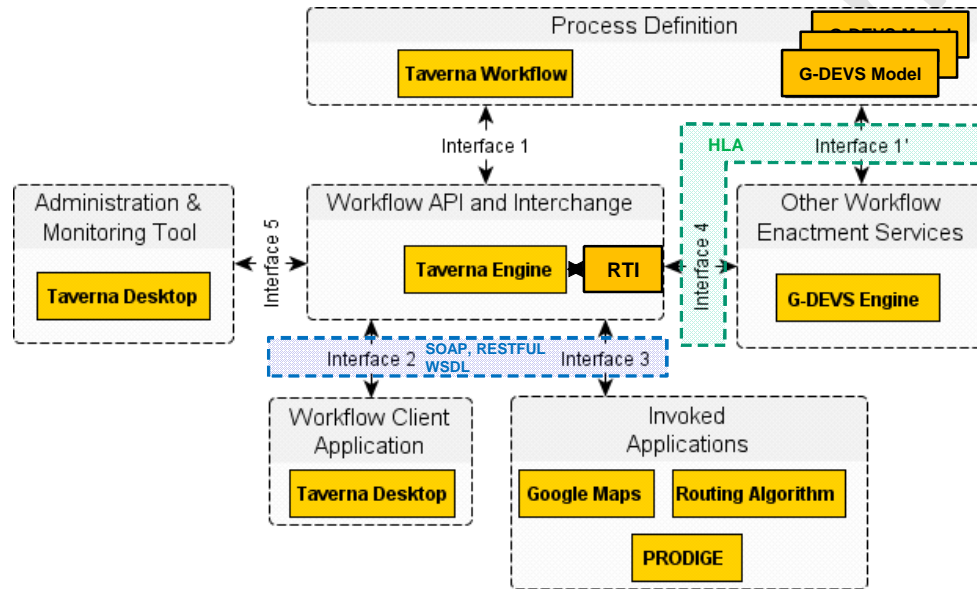 Process Definition
G-DEVS Model
Taverna Workflow
G-DEVS Model
Interface 1
HLA
Interface 1'
Administration &
Monitoring Tool
Taverna Desktop
Interface 5
Workflow API and Interchange
Taverna Engine
RTI
Interface 4
Other Workflow
Enactment Services
G-DEVS Engine
Interface 2
SOAP, RESTFUL
WSDL
Interface 3
Workflow Client
Application
Taverna Desktop
Invoked
Applications
Google Maps
Routing Algorithm
PRODIGE